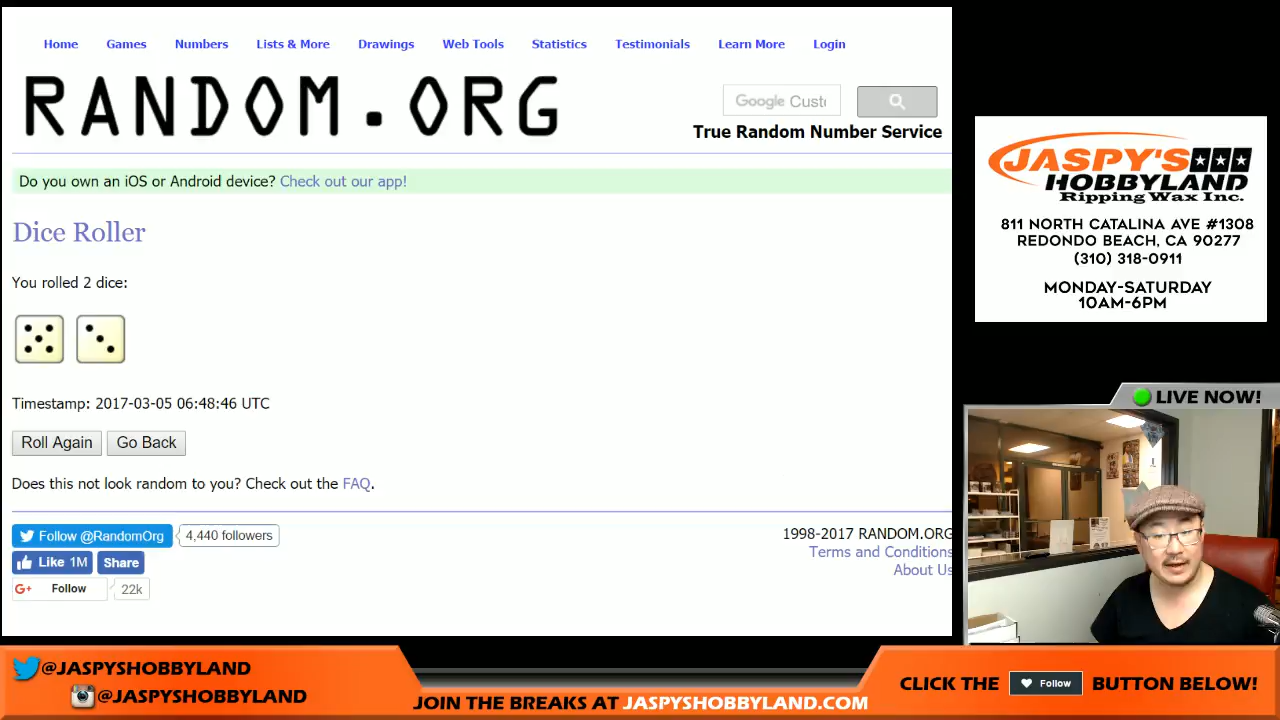 Home Games Numbers Lists & More Drawings Web Tools Statistics Testimonials Learn More Login
RANDOM.ORG
Google Custo
True Random Number Service
Do you own an iOS or Android device? Check out our app!
Dice Roller
You rolled 2 dice:
Timestamp: 2017-03-05 06:48:46 UTC
Roll Again Go Back
Does this not look random to you? Check out the FAQ.
Follow @RandomOrg 4,440 followers
Like 1M Share
G+ Follow 22k
1998-2017 RANDOM.ORG
Terms and Conditions
About Us
JASPY'S
HOBBYLAND
Ripping Wax Inc.
811 NORTH CATALINA AVE #1308
REDONDO BEACH, CA 90277
(310) 318-0911
MONDAY-SATURDAY
10AM-6PM
LIVE NOW!
@JASPYSHOBBYLAND
@JASPYSHOBBYLAND
JOIN THE BREAKS AT JASPYSHOBBYLAND.COM
CLICK THE Follow BUTTON BELOW!